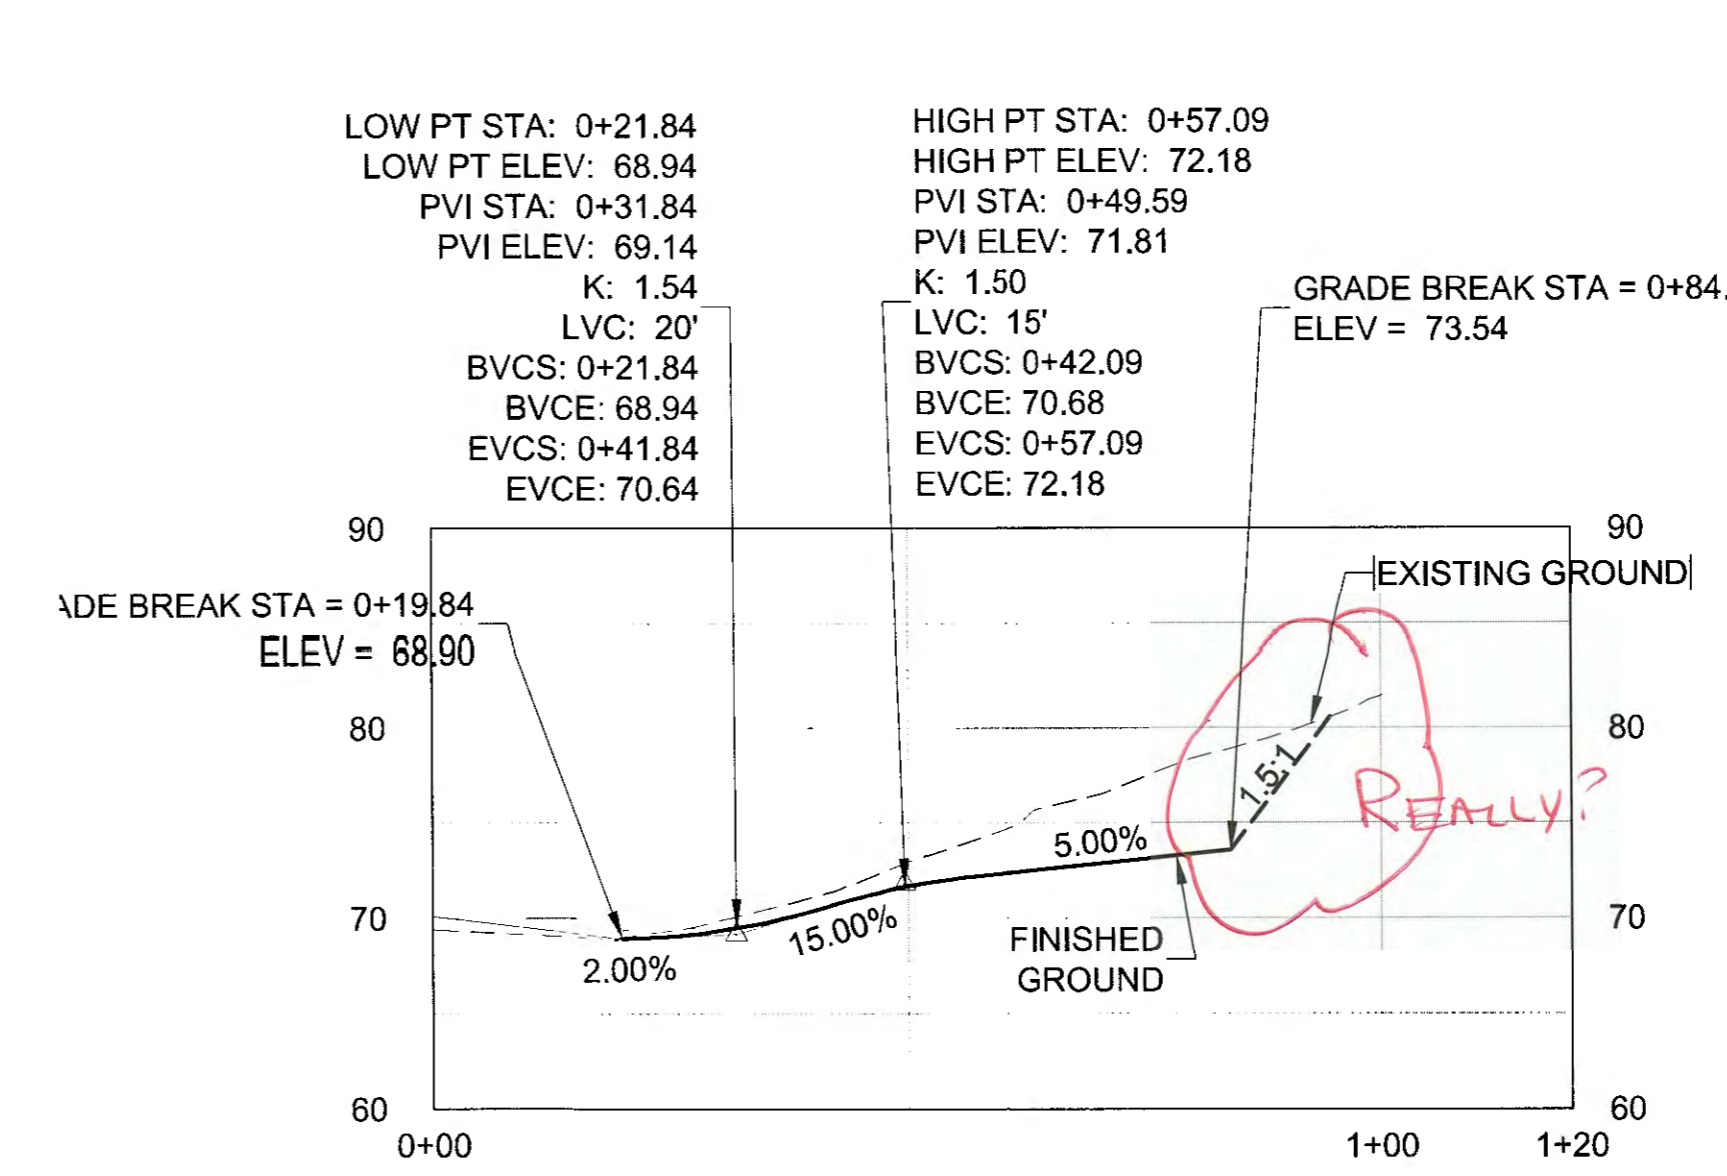 LOW PT STA: 0+21.84
LOW PT ELEV: 68.94
PVI STA: 0+31.84
PVI ELEV: 69.14
K: 1.54
LVC: 20'
BVCS: 0+21.84
BVCE: 68.94
EVCS: 0+41.84
EVCE: 70.64
HIGH PT STA: 0+57.09
HIGH PT ELEV: 72.18
PVI STA: 0+49.59
PVI ELEV: 71.81
K: 1.50
LVC: 15'
BVCS: 0+42.09
BVCE: 70.68
EVCS: 0+57.09
EVCE: 72.18
GRADE BREAK STA = 0+84.
ELEV = 73.54
90
90
EXISTING GROUND
ADE BREAK STA = 0+19.84
ELEV = 68.90
80
80
1.5:1
REALLY?
5.00%
70
70
15.00%
2.00%
FINISHED
GROUND
60
60
0+00
1+00
1+20